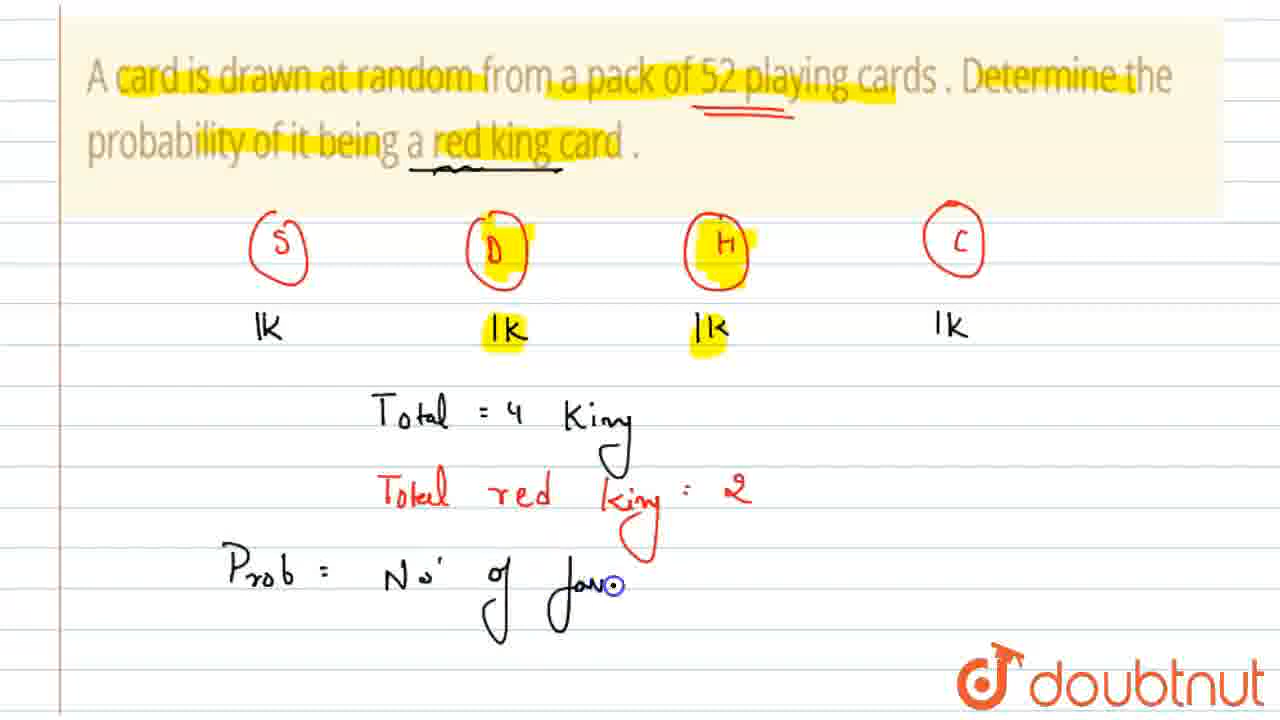 A card is drawn at random from a pack of 52 playing cards . Determine the
probability of it being a red king card .
S D H C
1K 1K 1K 1K
Total = 4 King
Total red king = 2
Prob = No. of favo
doubtnut